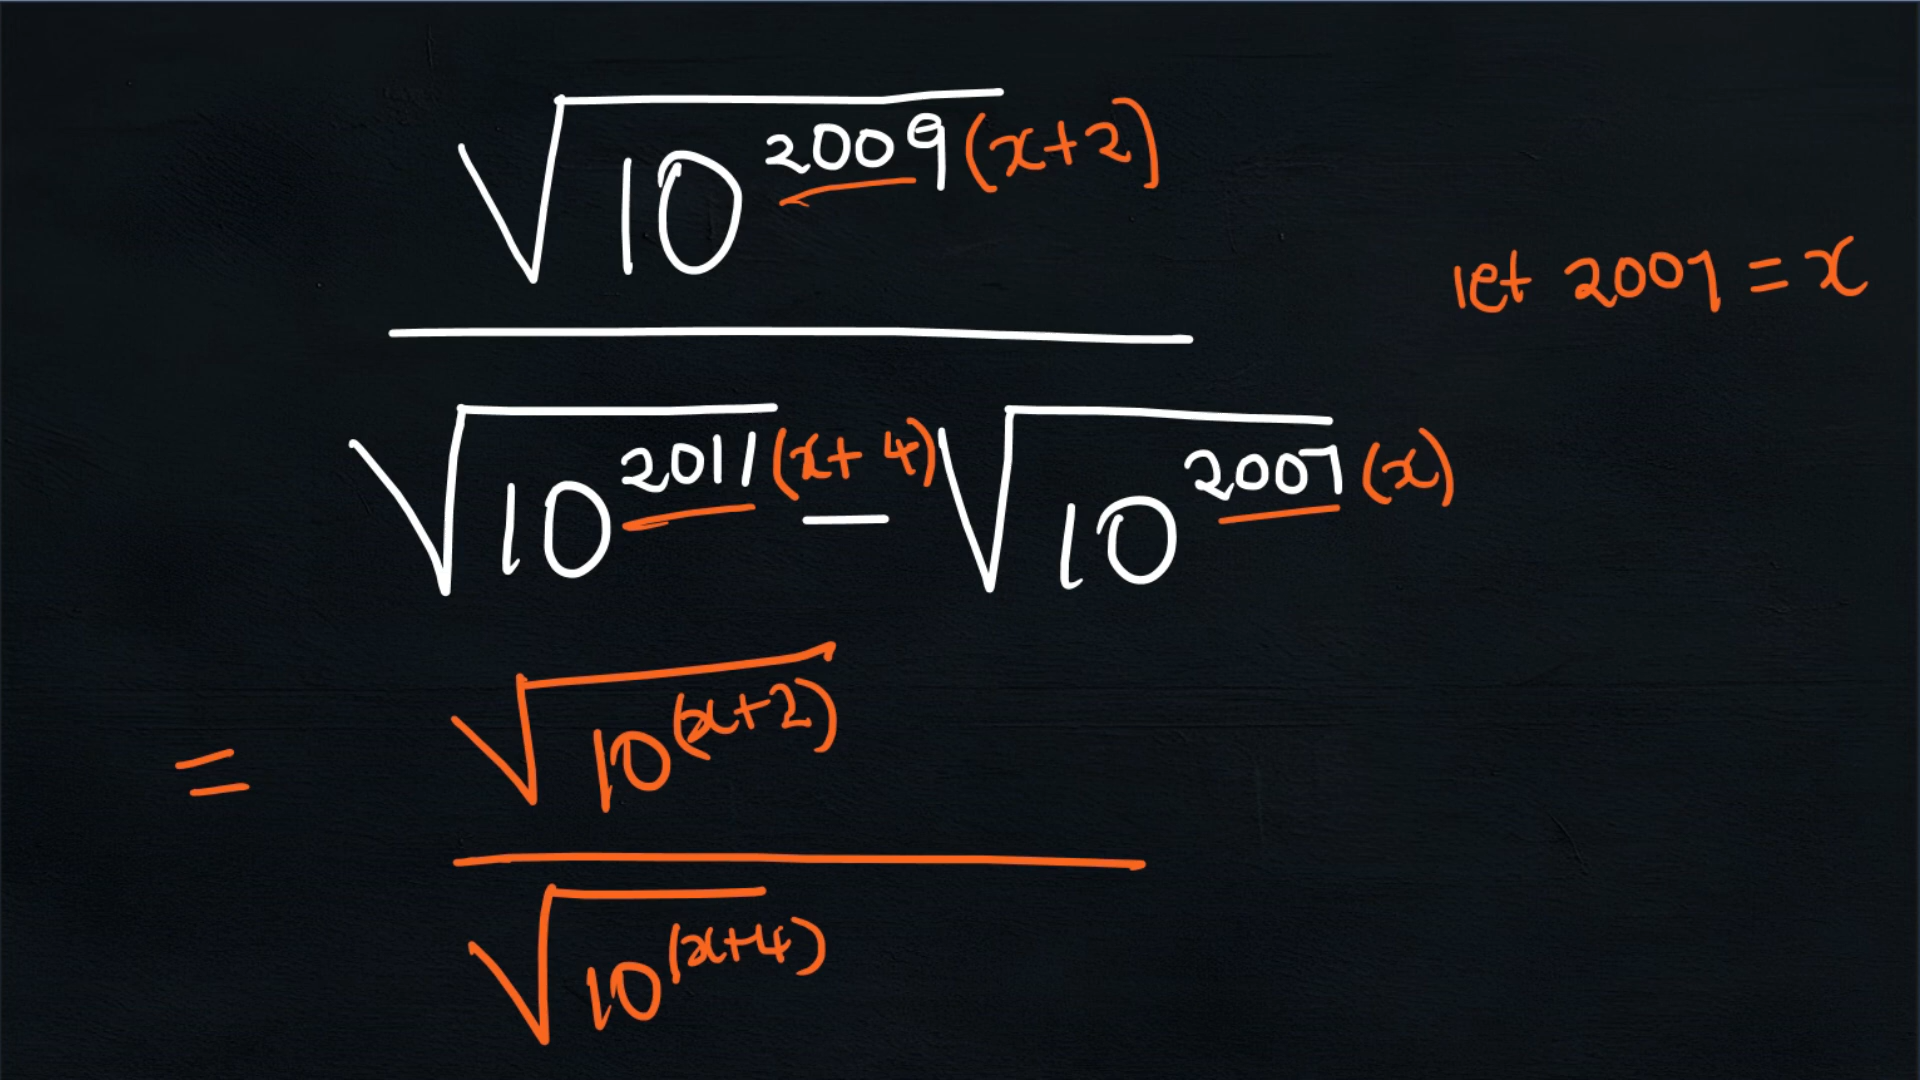 √10^2009 (x+2)
let 2007 = x
√10^2011 (x+4) − √10^2007 (x)
= √10^(x+2)
√10^(x+4)